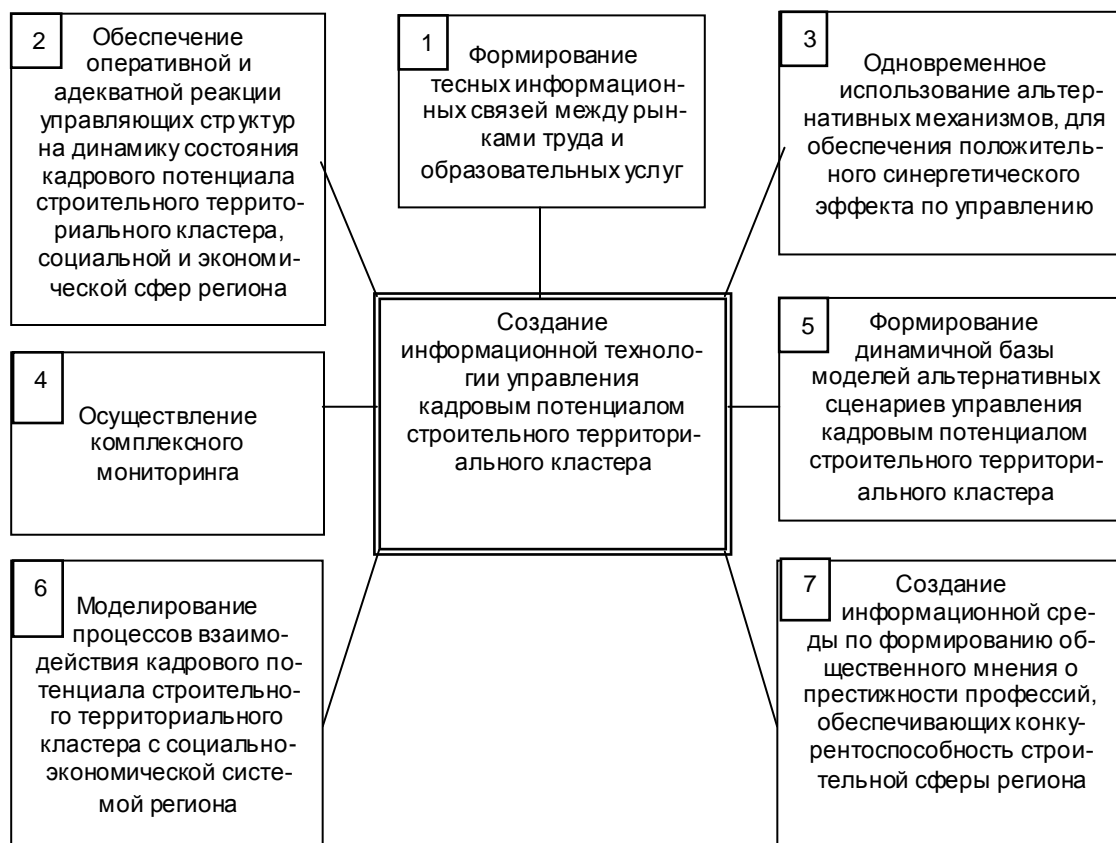 1
Формирование
тесных информацион-
ных связей между рын-
ками труда и
образовательных услуг
2
Обеспечение
оперативной и
адекватной реакции
управляющих структур
на динамику состояния
кадрового потенциала
строительного террито-
риального кластера,
социальной и экономи-
ческой сфер региона
3
Одновременное
использование альтер-
нативных механизмов, для
обеспечения положитель-
ного синергетического
эффекта по управлению
Создание
информационной техноло-
гии управления
кадровым потенциалом
строительного территори-
ального кластера
4
Осуществление
комплексного
мониторинга
5
Формирование
динамичной базы
моделей альтернативных
сценариев управления
кадровым потенциалом
строительного территори-
ального кластера
6
Моделирование
процессов взаимо-
действия кадрового по-
тенциала строительно-
го территориального
кластера с социально-
экономической систе-
мой региона
7
Создание
информационной сре-
ды по формированию об-
щественного мнения о
престижности профессий,
обеспечивающих конку-
рентоспособность строи-
тельной сферы региона